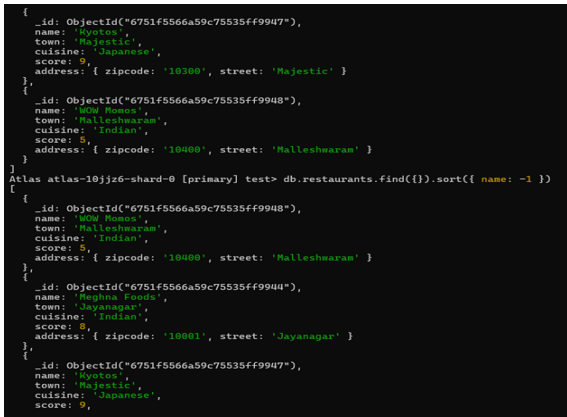 {
_id: ObjectId("6751f5566a59c75535ff9947"),
name: 'Kyotos',
town: 'Majestic',
cuisine: 'Japanese',
score: 9,
address: { zipcode: '10300', street: 'Majestic' }
},
{
_id: ObjectId("6751f5566a59c75535ff9948"),
name: 'WOW Momos',
town: 'Malleshwaram',
cuisine: 'Indian',
score: 5,
address: { zipcode: '10400', street: 'Malleshwaram' }
}
]
Atlas atlas-10jjz6-shard-0 [primary] test> db.restaurants.find({}).sort({ name: -1 })
[
{
_id: ObjectId("6751f5566a59c75535ff9948"),
name: 'WOW Momos',
town: 'Malleshwaram',
cuisine: 'Indian',
score: 5,
address: { zipcode: '10400', street: 'Malleshwaram' }
},
{
_id: ObjectId("6751f5566a59c75535ff9944"),
name: 'Meghna Foods',
town: 'Jayanagar',
cuisine: 'Indian',
score: 8,
address: { zipcode: '10001', street: 'Jayanagar' }
},
{
_id: ObjectId("6751f5566a59c75535ff9947"),
name: 'Kyotos',
town: 'Majestic',
cuisine: 'Japanese',
score: 9,